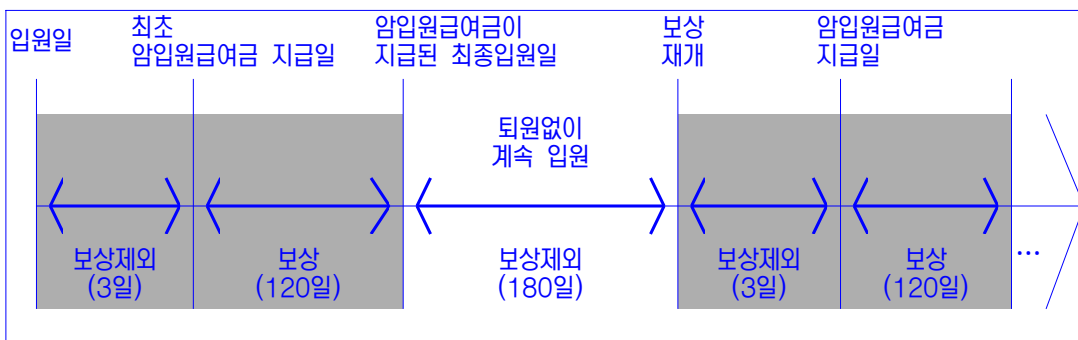 입원일
최초
암입원급여금 지급일
암입원급여금이
지급된 최종입원일
보상
재개
암입원급여금
지급일
퇴원없이
계속 입원
보상제외
(3일)
보상
(120일)
보상제외
(180일)
보상제외
(3일)
보상
(120일)
…